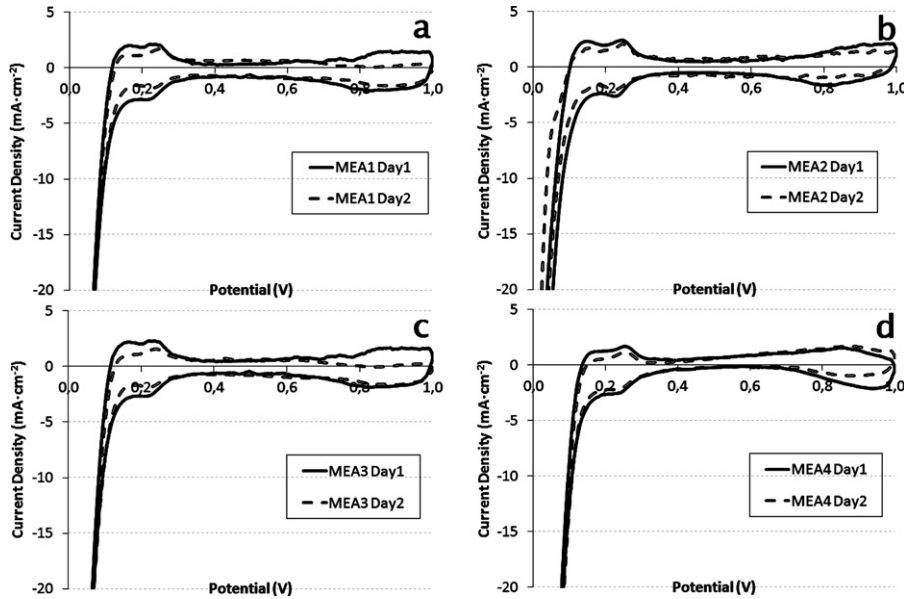 a
5
0
-5
-10
-15
-20
0,0 0,2 0,4 0,6 0,8 1,0
Current Density (mA·cm⁻²)
Potential (V)
MEA1 Day1
MEA1 Day2
b
5
0
-5
-10
-15
-20
0,0 0,2 0,4 0,6 0,8 1,0
Current Density (mA·cm⁻²)
Potential (V)
MEA2 Day1
MEA2 Day2
c
5
0
-5
-10
-15
-20
0,0 0,2 0,4 0,6 0,8 1,0
Current Density (mA·cm⁻²)
Potential (V)
MEA3 Day1
MEA3 Day2
d
5
0
-5
-10
-15
-20
0,0 0,2 0,4 0,6 0,8 1,0
Current Density (mA·cm⁻²)
Potential (V)
MEA4 Day1
MEA4 Day2